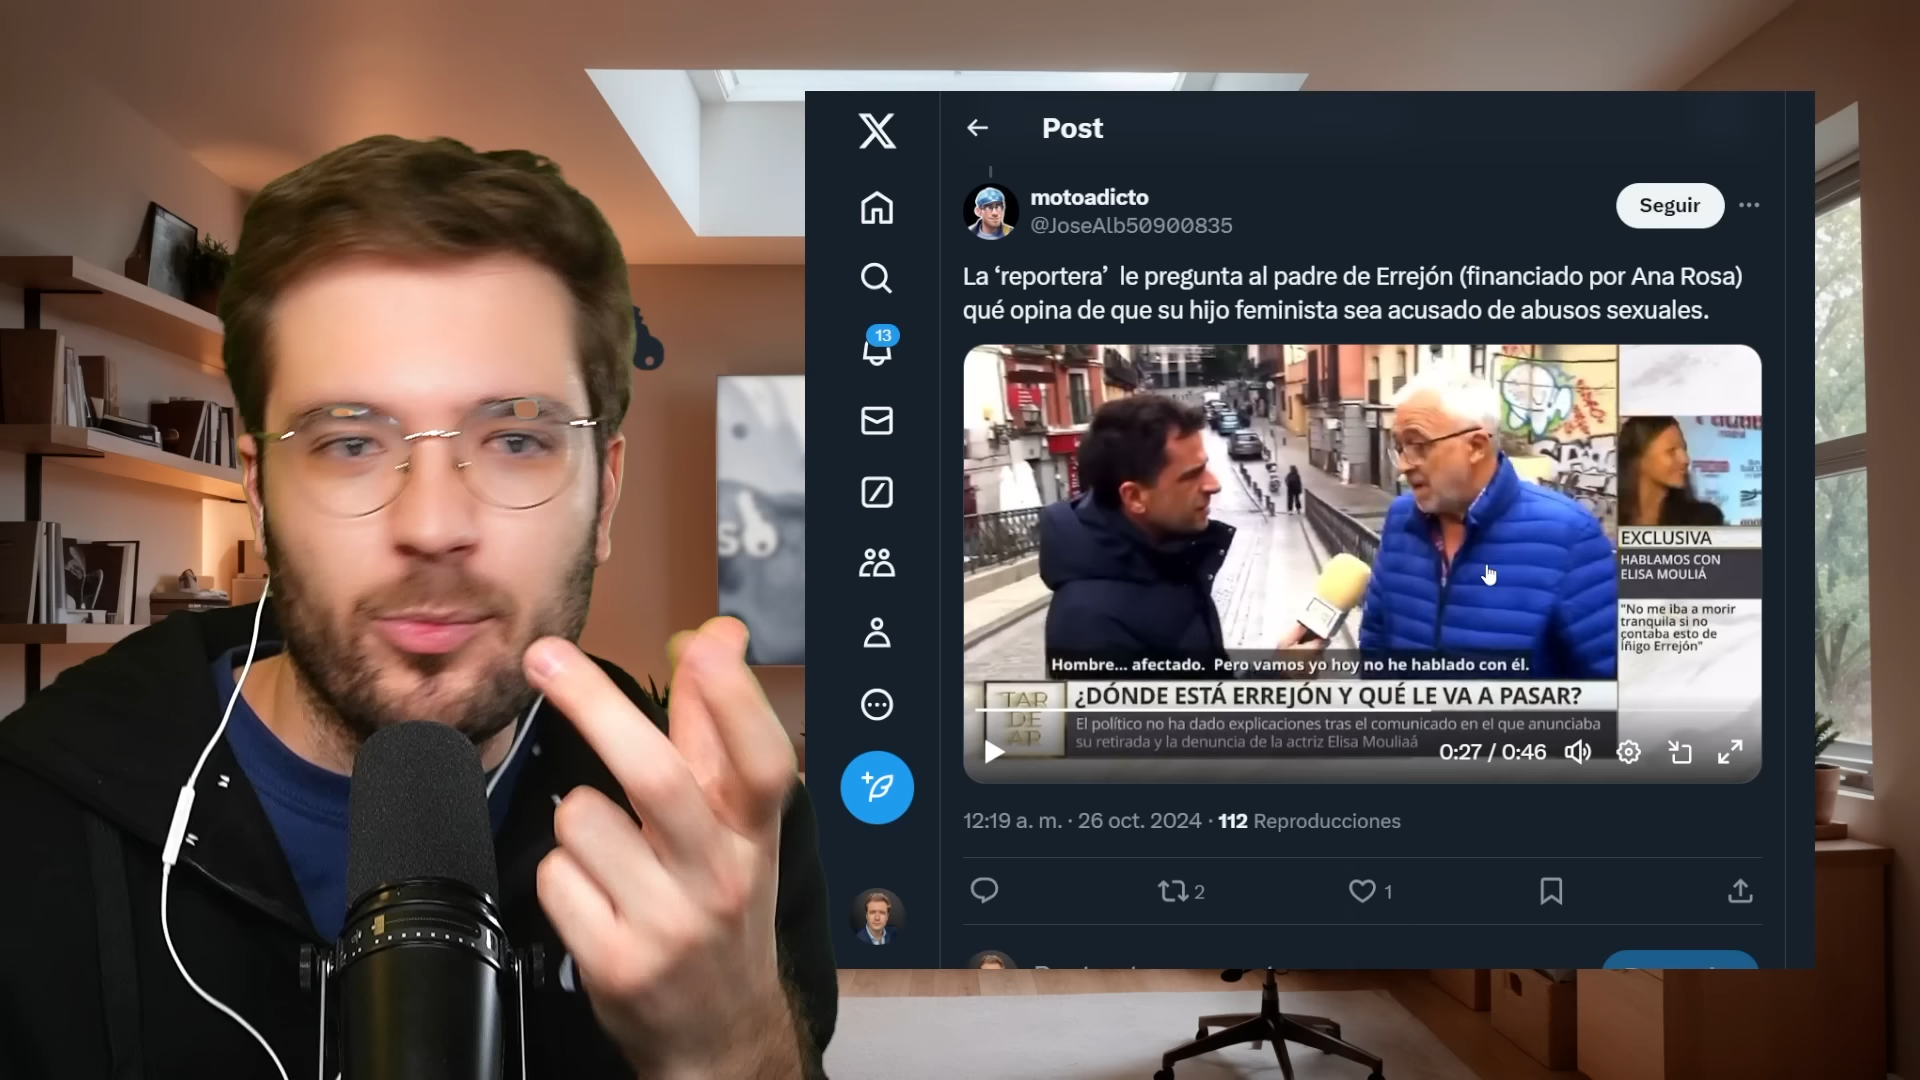 Post
motoadicto
@JoseAlb50900835
Seguir
13
La ‘reportera’ le pregunta al padre de Errejón (financiado por Ana Rosa)
qué opina de que su hijo feminista sea acusado de abusos sexuales.
EXCLUSIVA
HABLAMOS CON
ELISA MOULIÁ
"No me iba a morir
tranquila si no
contaba esto de
Íñigo Errejón"
Hombre... afectado. Pero vamos yo hoy no he hablado con él.
TAR
DE
AR
¿DÓNDE ESTÁ ERREJÓN Y QUÉ LE VA A PASAR?
El político no ha dado explicaciones tras el comunicado en el que anunciaba
su retirada y la denuncia de la actriz Elisa Mouliaá
0:27 / 0:46
12:19 a. m. · 26 oct. 2024 · 112 Reproducciones
2
1